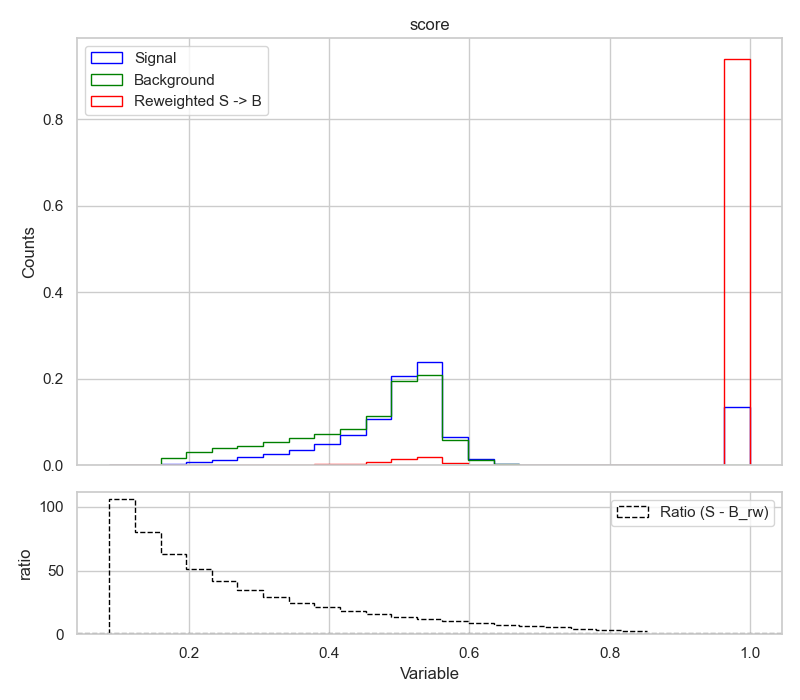 score
Signal
Background
Reweighted S -> B
Counts
0.8
0.6
0.4
0.2
0.0
Ratio (S - B_rw)
ratio
100
50
0
0.2 0.4 0.6 0.8 1.0
Variable